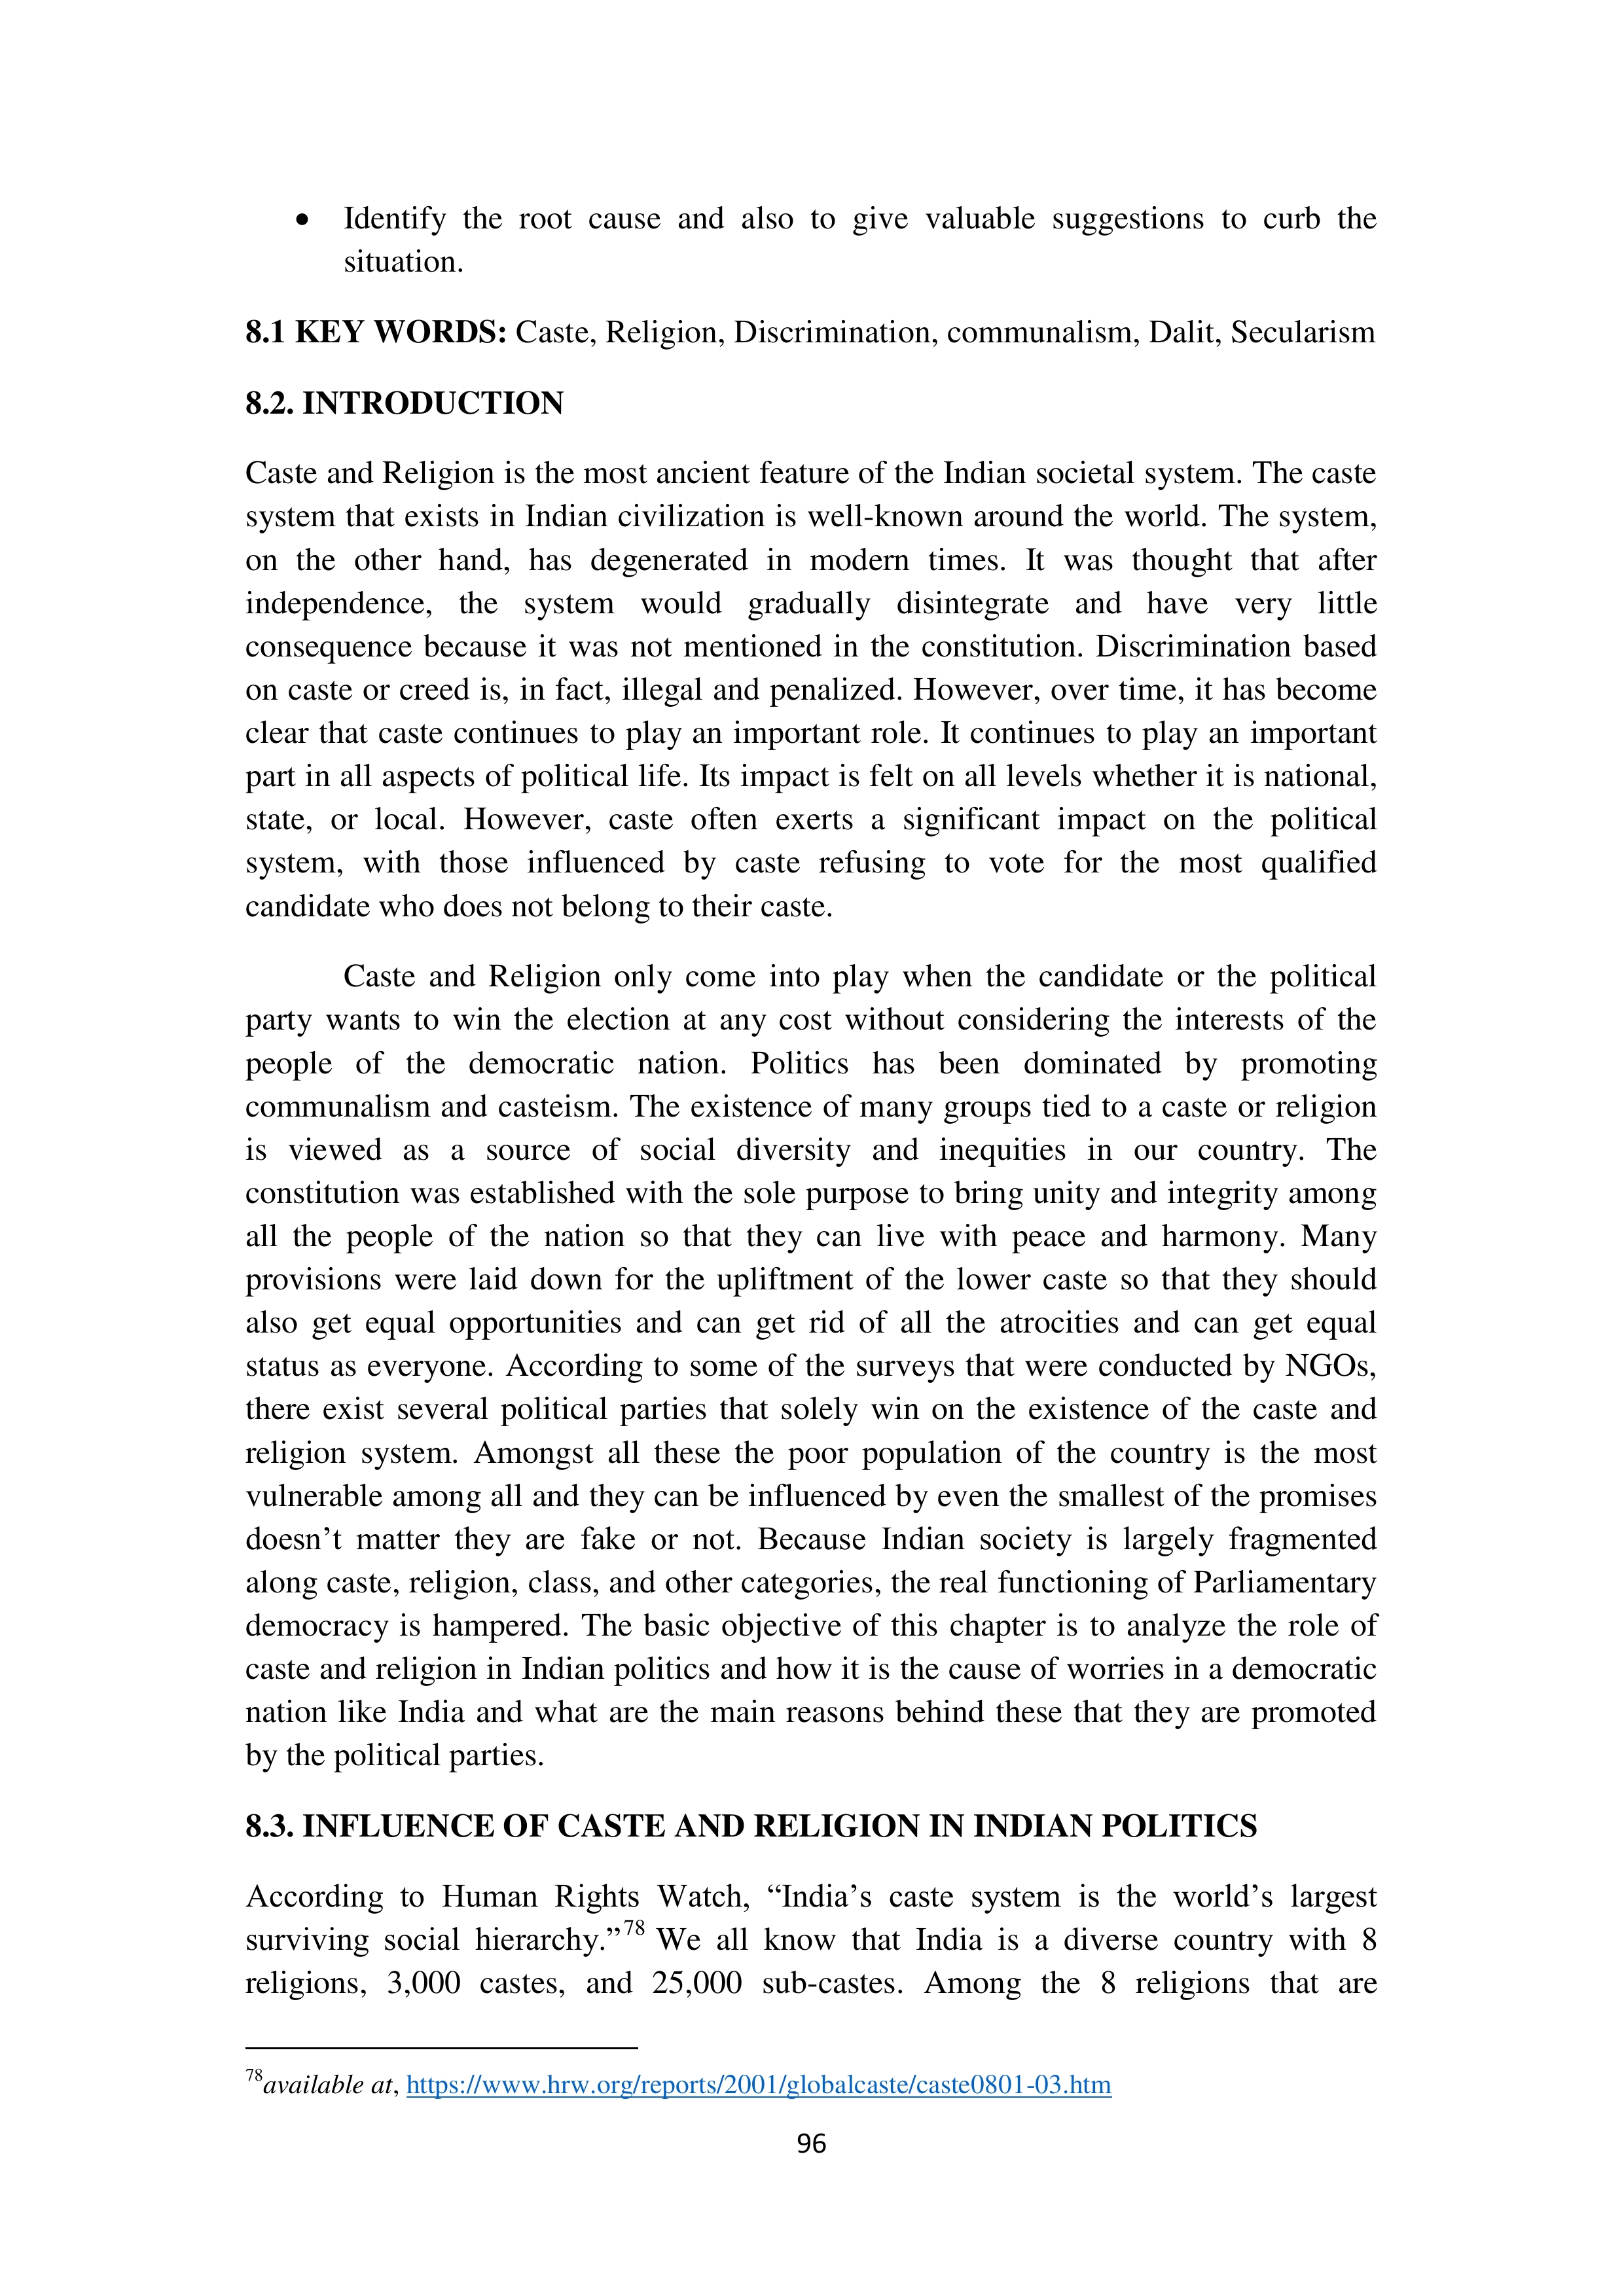 • Identify the root cause and also to give valuable suggestions to curb the
situation.
8.1 KEY WORDS: Caste, Religion, Discrimination, communalism, Dalit, Secularism
8.2. INTRODUCTION
Caste and Religion is the most ancient feature of the Indian societal system. The caste
system that exists in Indian civilization is well-known around the world. The system,
on the other hand, has degenerated in modern times. It was thought that after
independence, the system would gradually disintegrate and have very little
consequence because it was not mentioned in the constitution. Discrimination based
on caste or creed is, in fact, illegal and penalized. However, over time, it has become
clear that caste continues to play an important role. It continues to play an important
part in all aspects of political life. Its impact is felt on all levels whether it is national,
state, or local. However, caste often exerts a significant impact on the political
system, with those influenced by caste refusing to vote for the most qualified
candidate who does not belong to their caste.
Caste and Religion only come into play when the candidate or the political
party wants to win the election at any cost without considering the interests of the
people of the democratic nation. Politics has been dominated by promoting
communalism and casteism. The existence of many groups tied to a caste or religion
is viewed as a source of social diversity and inequities in our country. The
constitution was established with the sole purpose to bring unity and integrity among
all the people of the nation so that they can live with peace and harmony. Many
provisions were laid down for the upliftment of the lower caste so that they should
also get equal opportunities and can get rid of all the atrocities and can get equal
status as everyone. According to some of the surveys that were conducted by NGOs,
there exist several political parties that solely win on the existence of the caste and
religion system. Amongst all these the poor population of the country is the most
vulnerable among all and they can be influenced by even the smallest of the promises
doesn’t matter they are fake or not. Because Indian society is largely fragmented
along caste, religion, class, and other categories, the real functioning of Parliamentary
democracy is hampered. The basic objective of this chapter is to analyze the role of
caste and religion in Indian politics and how it is the cause of worries in a democratic
nation like India and what are the main reasons behind these that they are promoted
by the political parties.
8.3. INFLUENCE OF CASTE AND RELIGION IN INDIAN POLITICS
According to Human Rights Watch, “India’s caste system is the world’s largest
surviving social hierarchy.”78 We all know that India is a diverse country with 8
religions, 3,000 castes, and 25,000 sub-castes. Among the 8 religions that are
78available at, https://www.hrw.org/reports/2001/globalcaste/caste0801-03.htm
96